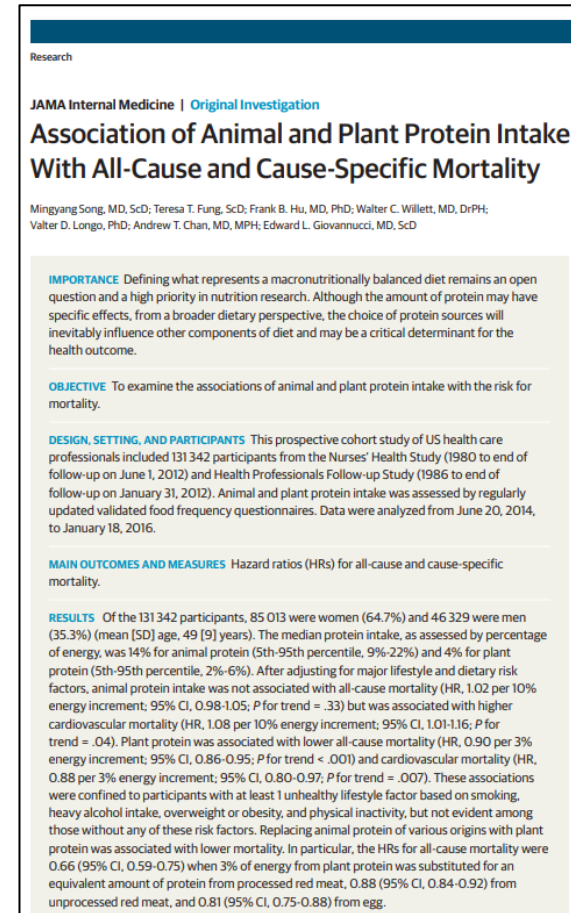 Research
JAMA Internal Medicine | Original Investigation
Association of Animal and Plant Protein Intake
With All-Cause and Cause-Specific Mortality
Mingyang Song, MD, ScD; Teresa T. Fung, ScD; Frank B. Hu, MD, PhD; Walter C. Willett, MD, DrPH;
Valter D. Longo, PhD; Andrew T. Chan, MD, MPH; Edward L. Giovannucci, MD, ScD
IMPORTANCE Defining what represents a macronutritionally balanced diet remains an open
question and a high priority in nutrition research. Although the amount of protein may have
specific effects, from a broader dietary perspective, the choice of protein sources will
inevitably influence other components of diet and may be a critical determinant for the
health outcome.
OBJECTIVE To examine the associations of animal and plant protein intake with the risk for
mortality.
DESIGN, SETTING, AND PARTICIPANTS This prospective cohort study of US health care
professionals included 131 342 participants from the Nurses' Health Study (1980 to end of
follow-up on June 1, 2012) and Health Professionals Follow-up Study (1986 to end of
follow-up on January 31, 2012). Animal and plant protein intake was assessed by regularly
updated validated food frequency questionnaires. Data were analyzed from June 20, 2014,
to January 18, 2016.
MAIN OUTCOMES AND MEASURES Hazard ratios (HRs) for all-cause and cause-specific
mortality.
RESULTS Of the 131 342 participants, 85 013 were women (64.7%) and 46 329 were men
(35.3%) (mean [SD] age, 49 [9] years). The median protein intake, as assessed by percentage
of energy, was 14% for animal protein (5th-95th percentile, 9%-22%) and 4% for plant
protein (5th-95th percentile, 2%-6%). After adjusting for major lifestyle and dietary risk
factors, animal protein intake was not associated with all-cause mortality (HR, 1.02 per 10%
energy increment; 95% CI, 0.98-1.05; P for trend = .33) but was associated with higher
cardiovascular mortality (HR, 1.08 per 10% energy increment; 95% CI, 1.01-1.16; P for
trend = .04). Plant protein was associated with lower all-cause mortality (HR, 0.90 per 3%
energy increment; 95% CI, 0.86-0.95; P for trend < .001) and cardiovascular mortality (HR,
0.88 per 3% energy increment; 95% CI, 0.80-0.97; P for trend = .007). These associations
were confined to participants with at least 1 unhealthy lifestyle factor based on smoking,
heavy alcohol intake, overweight or obesity, and physical inactivity, but not evident among
those without any of these risk factors. Replacing animal protein of various origins with plant
protein was associated with lower mortality. In particular, the HRs for all-cause mortality were
0.66 (95% CI, 0.59-0.75) when 3% of energy from plant protein was substituted for an
equivalent amount of protein from processed red meat, 0.88 (95% CI, 0.84-0.92) from
unprocessed red meat, and 0.81 (95% CI, 0.75-0.88) from egg.